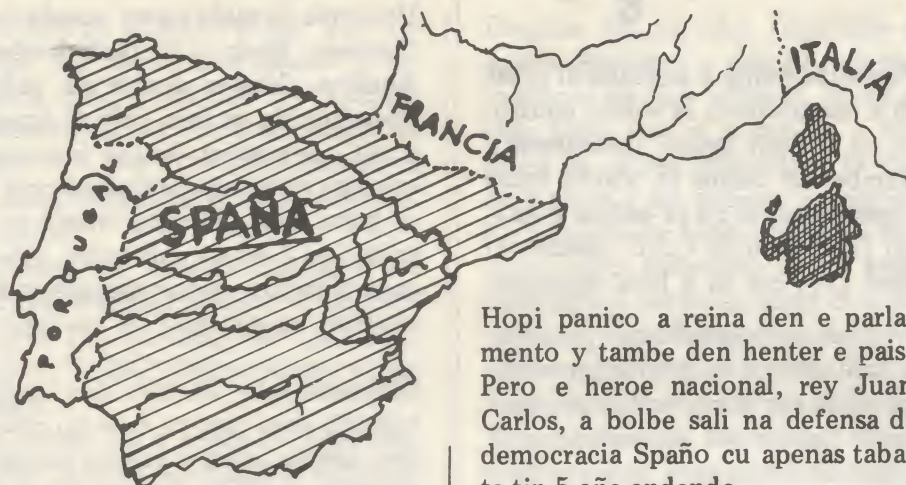 ITALIA
FRANCIA
SPAÑA
PORTUGAL
Hopi panico a reina den e parla
mento y tambe den henter e pais
Pero e heroe nacional, rey Juan
Carlos, a bolbe sali na defensa d
democracia Spaño cu apenas taba